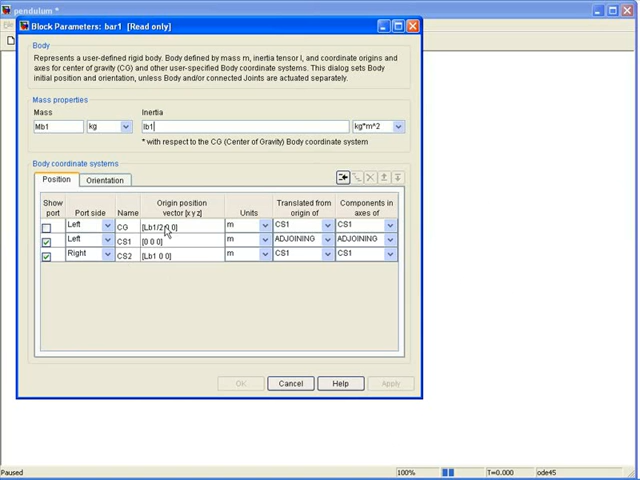 pendulum *
Block Parameters: bar1 [Read only]
Body
Represents a user-defined rigid body. Body defined by mass m, inertia tensor I, and coordinate origins and
axes for center of gravity (CG) and other user-specified Body coordinate systems. This dialog sets Body
initial position and orientation, unless Body and/or connected Joints are actuated separately.
Mass properties
Mass Inertia
Mb1 kg Ib1 kg*m^2
* with respect to the CG (Center of Gravity) Body coordinate system
Body coordinate systems
Position Orientation
Show port Port side Name Origin position vector [x y z] Units Translated from origin of Components in axes of
Left CG [Lb1/2 0 0] m CS1 CS1
Left CS1 [0 0 0] m ADJOINING ADJOINING
Right CS2 [Lb1 0 0] m CS1 CS1
OK Cancel Help Apply
Paused 100% T=0.000 ode45